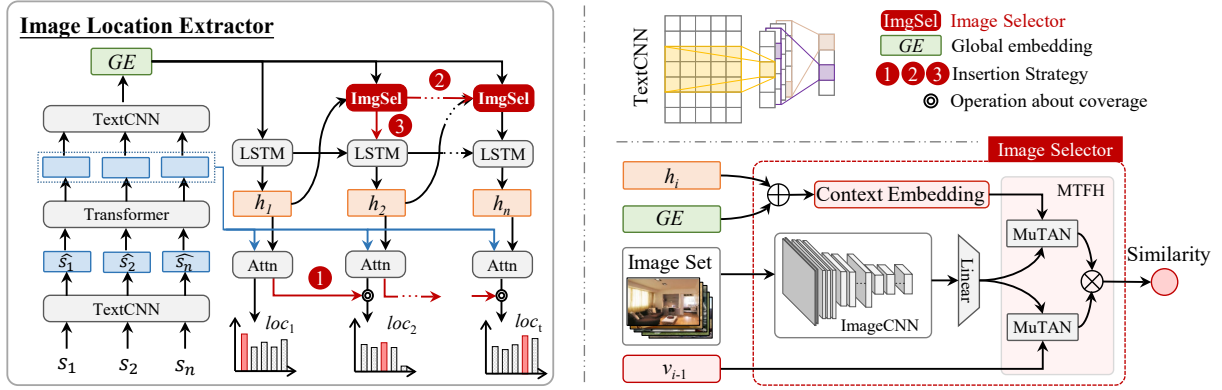 Image Location Extractor
GE
TextCNN
Transformer
ŝ1 ŝ2 ŝn
TextCNN
s1 s2 sn
ImgSel 2 ImgSel
3
LSTM LSTM LSTM
h1 h2 hn
Attn 1 Attn Attn
loc1 loc2 loct
TextCNN
ImgSel Image Selector
GE Global embedding
1 2 3 Insertion Strategy
Operation about coverage
Image Selector
hi
GE
Context Embedding
MTFH
MuTAN
Image Set
ImageCNN
Linear
Similarity
MuTAN
vi-1